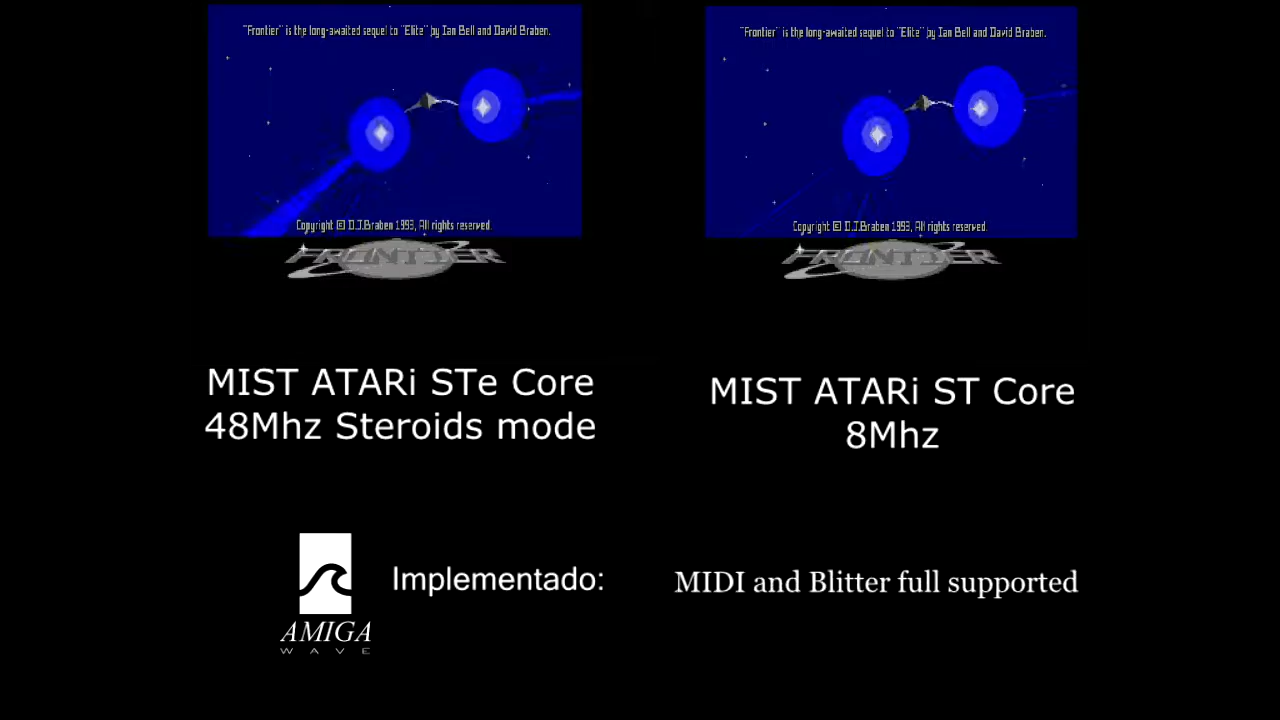 "Frontier" is the long-awaited sequel to "Elite" by Ian Bell and David Braben.
Copyright © D.J.Braben 1993, All rights reserved.
FRONTIER
"Frontier" is the long-awaited sequel to "Elite" by Ian Bell and David Braben.
Copyright © D.J.Braben 1993, All rights reserved.
FRONTIER
MIST ATARi STe Core
48Mhz Steroids mode
MIST ATARi ST Core
8Mhz
AMIGA
WAVE
Implementado:
MIDI and Blitter full supported